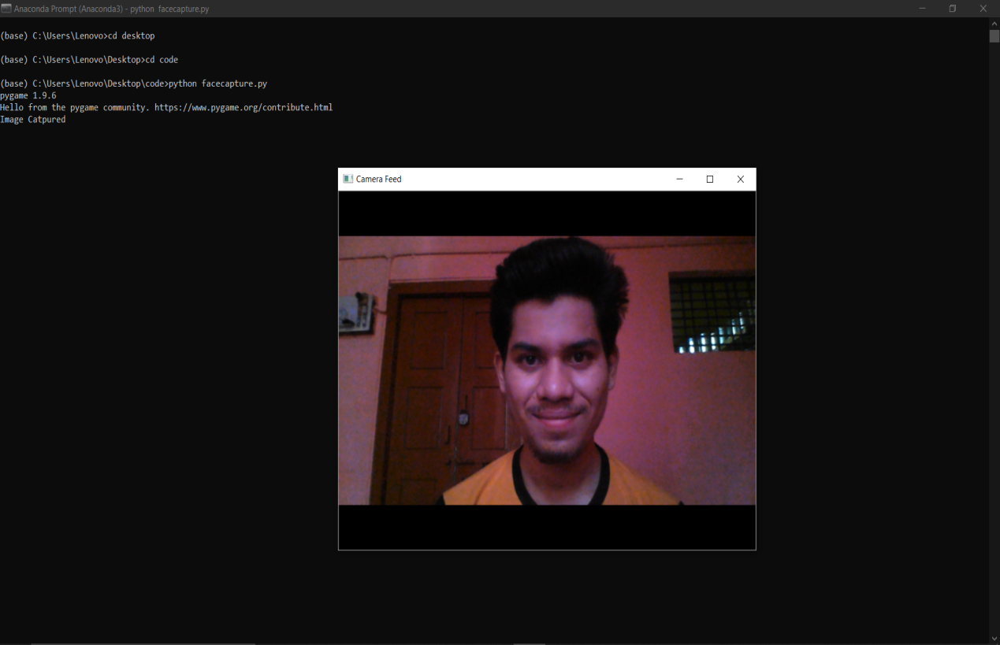 Anaconda Prompt (Anaconda3) - python  facecapture.py
(base) C:\Users\Lenovo>cd desktop
(base) C:\Users\Lenovo\Desktop>cd code
(base) C:\Users\Lenovo\Desktop\code>python facecapture.py
pygame 1.9.6
Hello from the pygame community. https://www.pygame.org/contribute.html
Image Catpured
Camera Feed